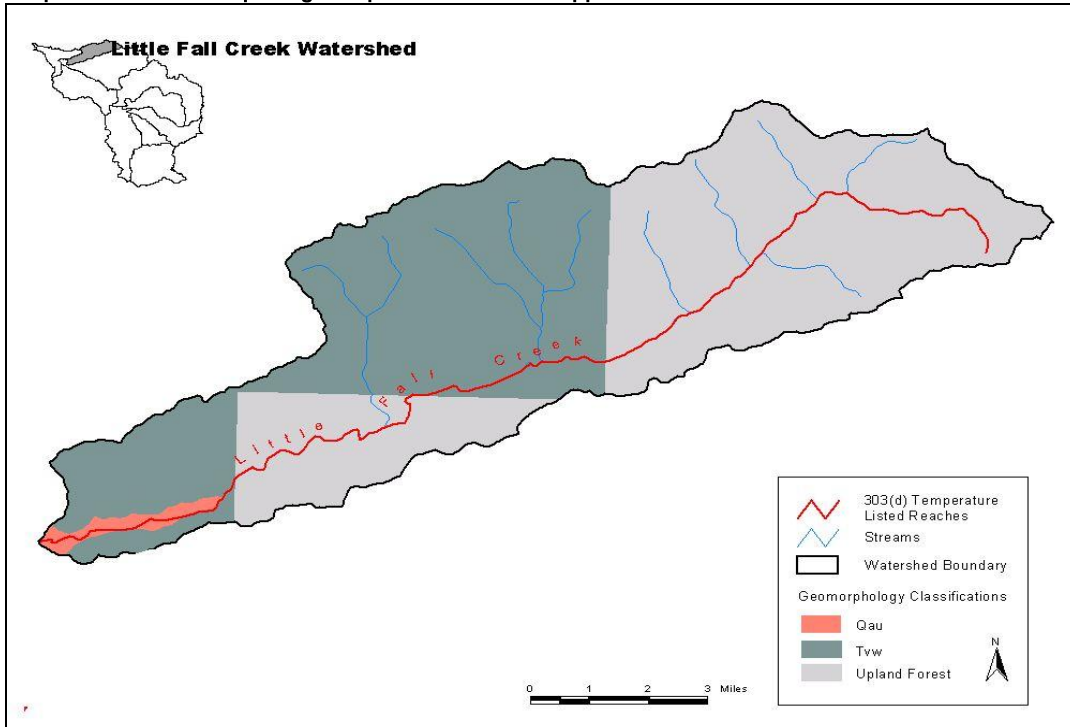 Little Fall Creek Watershed
Little Fall Creek
303(d) Temperature
Listed Reaches
Streams
Watershed Boundary
Geomorphology Classifications
Qau
Tvw
Upland Forest
N
0 1 2 3 Miles